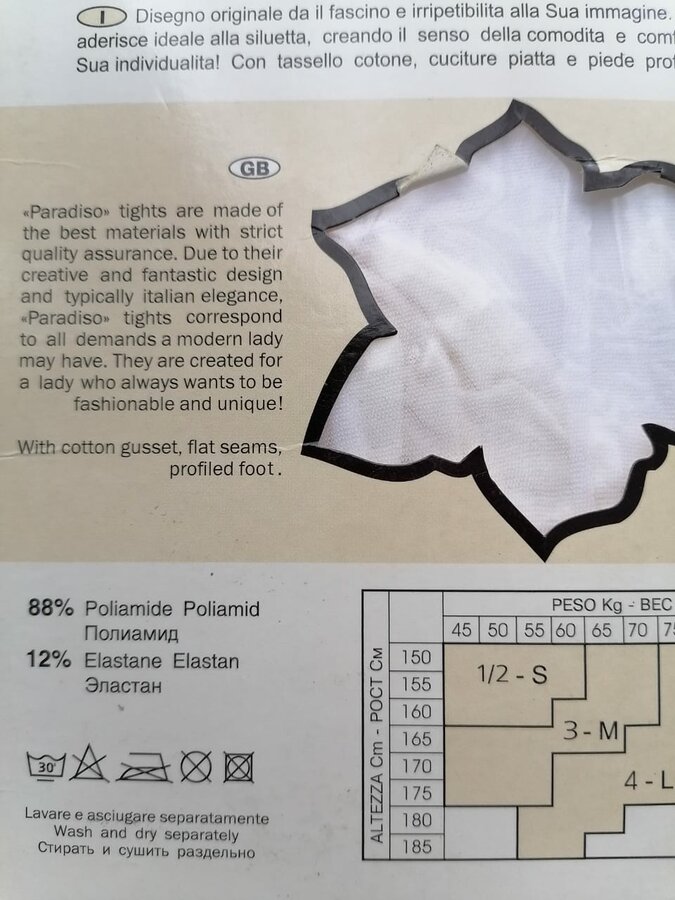 I Disegno originale da il fascino e irripetibilita alla Sua immagine.
aderisce ideale alla siluetta, creando il senso della comodita e
Sua individualita! Con tassello cotone, cuciture piatta e piede
GB
«Paradiso» tights are made of
the best materials with strict
quality assurance. Due to their
creative and fantastic design
and typically italian elegance,
«Paradiso» tights correspond
to all demands a modern lady
may have. They are created for
a lady who always wants to be
fashionable and unique!
With cotton gusset, flat seams,
profiled foot.
88% Poliamide Poliamid
Полиамид
12% Elastane Elastan
Эластан
30°
Lavare e asciugare separatamente
Wash and dry separately
Стирать и сушить раздельно
PESO Kg - ВЕС
45 50 55 60 65 70
ALTEZZA Cm - РОСТ См
150
155
160
165
170
175
180
185
1/2 - S
3 - M
4 - L